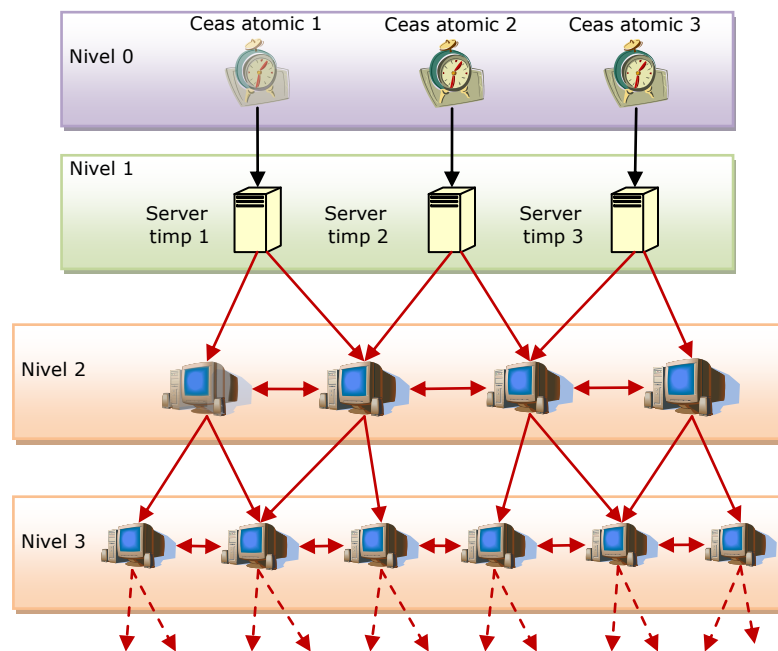 Ceas atomic 1
Ceas atomic 2
Ceas atomic 3
Nivel 0
Nivel 1
Server
timp 1
Server
timp 2
Server
timp 3
Nivel 2
Nivel 3